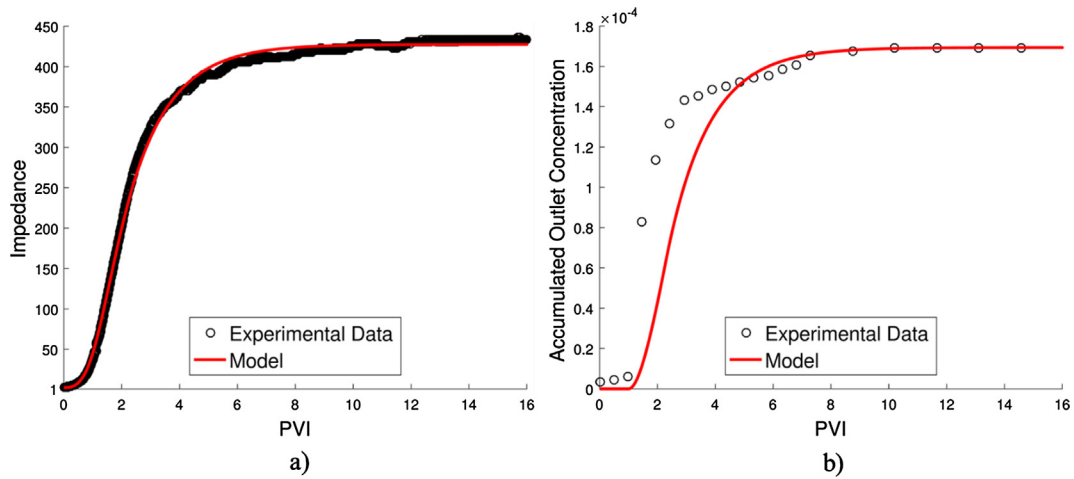 a)
Impedance
450
400
350
300
250
200
150
100
50
1
0 2 4 6 8 10 12 14 16
PVI
Experimental Data
Model
b)
Accumulated Outlet Concentration
×10⁻⁴
1.8
1.6
1.4
1.2
1
0.8
0.6
0.4
0.2
0
0 2 4 6 8 10 12 14 16
PVI
Experimental Data
Model